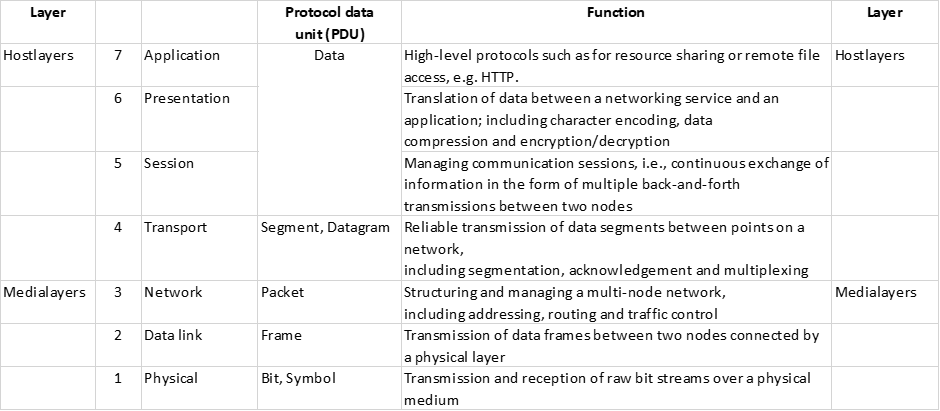 Layer Protocol data unit (PDU) Function Layer
Hostlayers 7 Application Data High-level protocols such as for resource sharing or remote file Hostlayers
access, e.g. HTTP.
6 Presentation Translation of data between a networking service and an
application; including character encoding, data
compression and encryption/decryption
5 Session Managing communication sessions, i.e., continuous exchange of
information in the form of multiple back-and-forth
transmissions between two nodes
4 Transport Segment, Datagram Reliable transmission of data segments between points on a
network,
including segmentation, acknowledgement and multiplexing
Medialayers 3 Network Packet Structuring and managing a multi-node network, Medialayers
including addressing, routing and traffic control
2 Data link Frame Transmission of data frames between two nodes connected by
a physical layer
1 Physical Bit, Symbol Transmission and reception of raw bit streams over a physical
medium